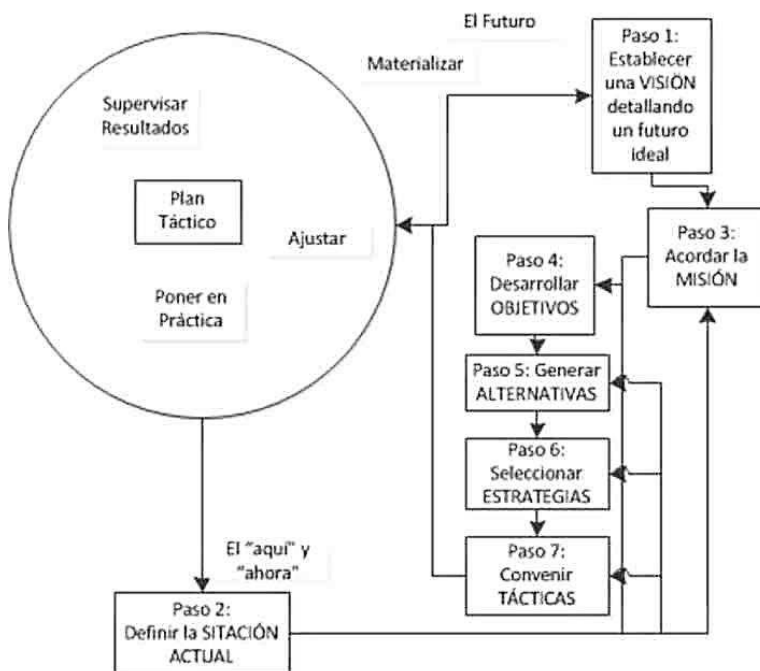 El Futuro
Materializar
Paso 1:
Establecer
una VISIÓN
detallando
un futuro
ideal
Supervisar
Resultados
Plan
Táctico
Ajustar
Poner en
Práctica
Paso 3:
Acordar la
MISIÓN
Paso 4:
Desarrollar
OBJETIVOS
Paso 5: Generar
ALTERNATIVAS
Paso 6:
Seleccionar
ESTRATEGIAS
Paso 7:
Convenir
TÁCTICAS
El "aquí" y
"ahora"
Paso 2:
Definir la SITACIÓN
ACTUAL